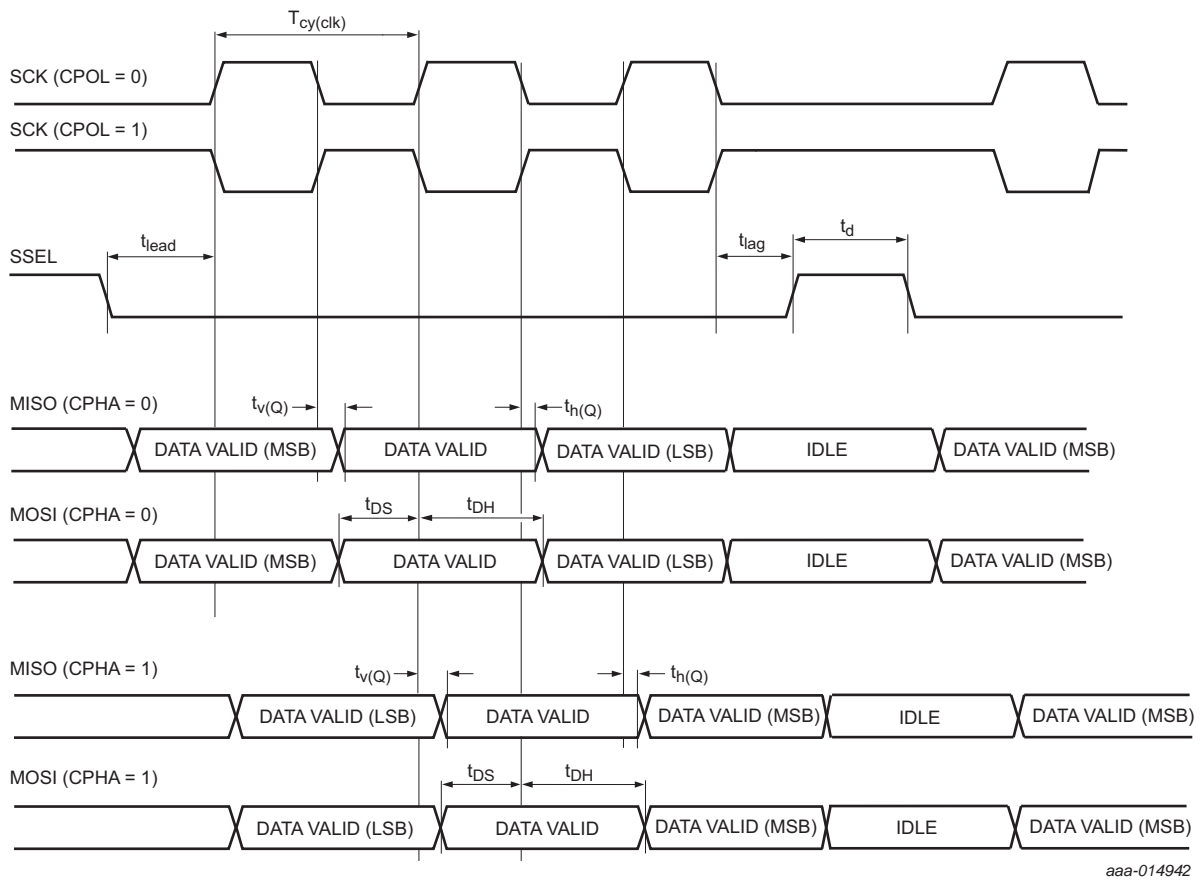 Tcy(clk)
SCK (CPOL = 0)
SCK (CPOL = 1)
SSEL
tlead
tlag
td
MISO (CPHA = 0)
tv(Q)
th(Q)
DATA VALID (MSB)
DATA VALID
DATA VALID (LSB)
IDLE
DATA VALID (MSB)
MOSI (CPHA = 0)
tDS
tDH
DATA VALID (MSB)
DATA VALID
DATA VALID (LSB)
IDLE
DATA VALID (MSB)
MISO (CPHA = 1)
tv(Q)
th(Q)
DATA VALID (LSB)
DATA VALID
DATA VALID (MSB)
IDLE
DATA VALID (MSB)
MOSI (CPHA = 1)
tDS
tDH
DATA VALID (LSB)
DATA VALID
DATA VALID (MSB)
IDLE
DATA VALID (MSB)
aaa-014942